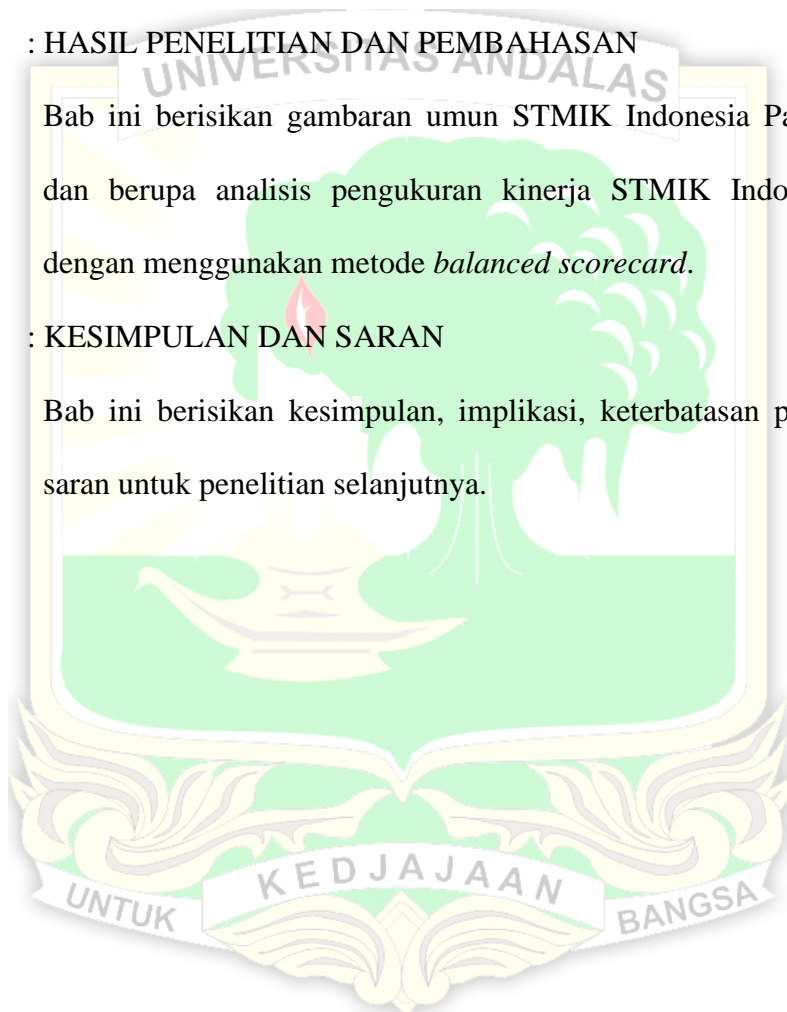 : HASIL PENELITIAN DAN PEMBAHASAN
UNIVERSITAS ANDALAS
Bab ini berisikan gambaran umun STMIK Indonesia
dan berupa analisis pengukuran kinerja STMIK
dengan menggunakan metode balanced scorecard.
: KESIMPULAN DAN SARAN
Bab ini berisikan kesimpulan, implikasi, keterbatasan
saran untuk penelitian selanjutnya.
UNTUK KEDJAJAAN BANGSA